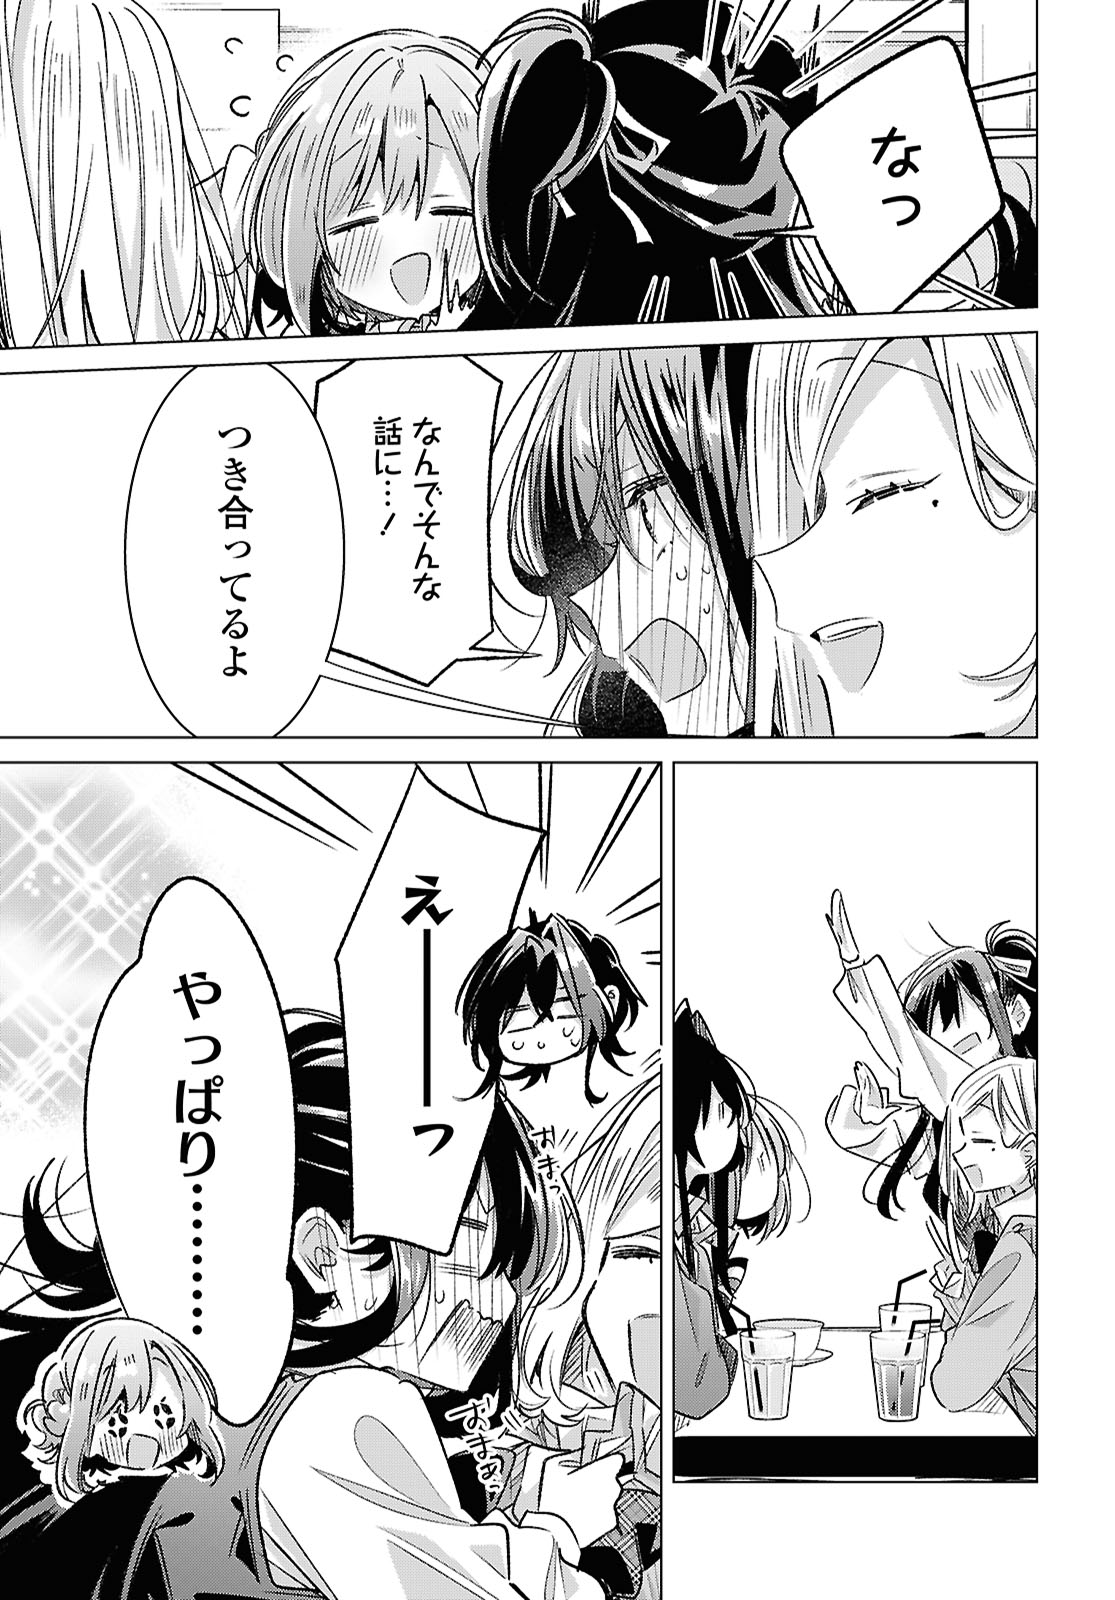 なっ
なんでそんな
話に…！
つき合ってるよ
えーーっ
おまっ
おまぁっ
やっぱり………